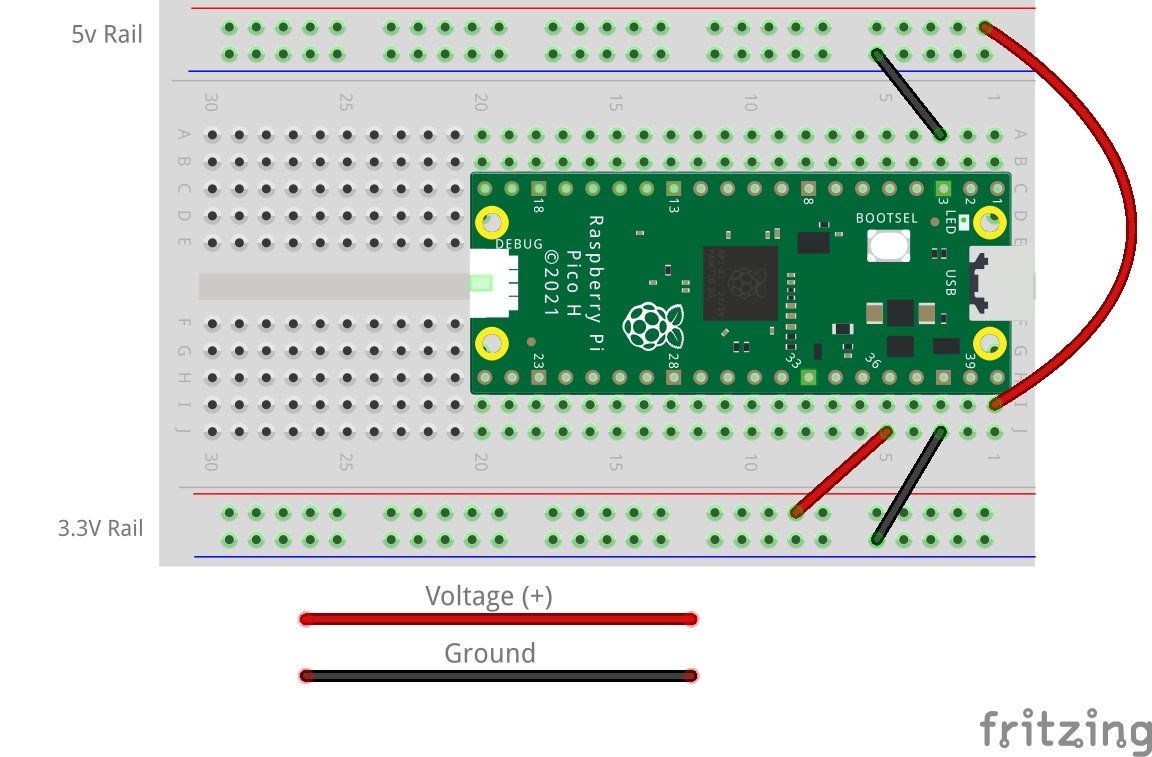 5v Rail
30 25 20 15 10 5 1
A A
B B
C C
18 13 8 3 2 1
D D
LED
BOOTSEL
E E
DEBUG
Raspberry Pi
Pico H
©2021
USB
F F
G G
23 28 33 36 39
H H
I I
J J
30 25 20 15 10 5 1
3.3V Rail
Voltage (+)
Ground
fritzing